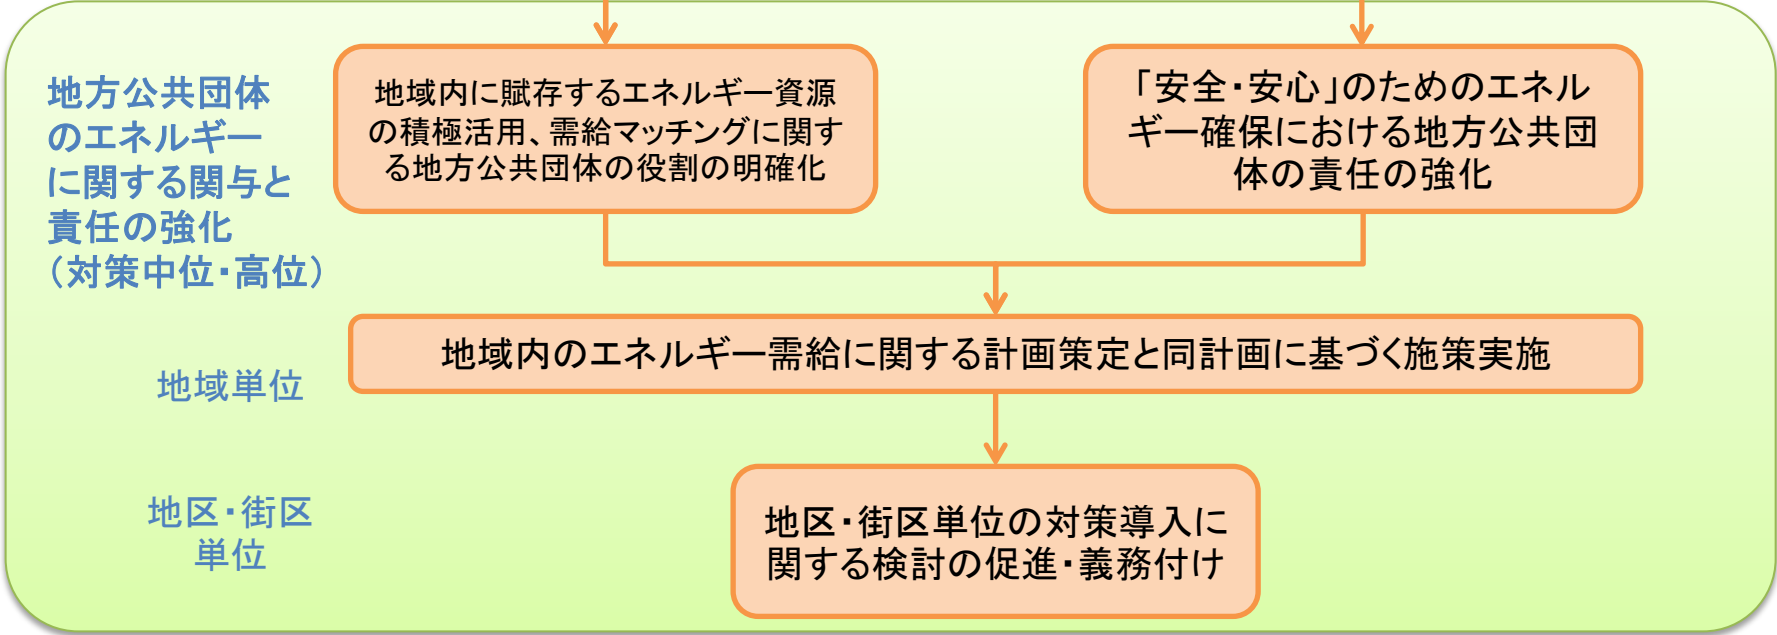 地方公共団体
のエネルギー
に関する関与と
責任の強化
（対策中位・高位）
地域内に賦存するエネルギー資源
の積極活用、需給マッチングに関す
る地方公共団体の役割の明確化
「安全・安心」のためのエネル
ギー確保における地方公共団
体の責任の強化
地域単位
地域内のエネルギー需給に関する計画策定と同計画に基づく施策実施
地区・街区
単位
地区・街区単位の対策導入に
関する検討の促進・義務付け